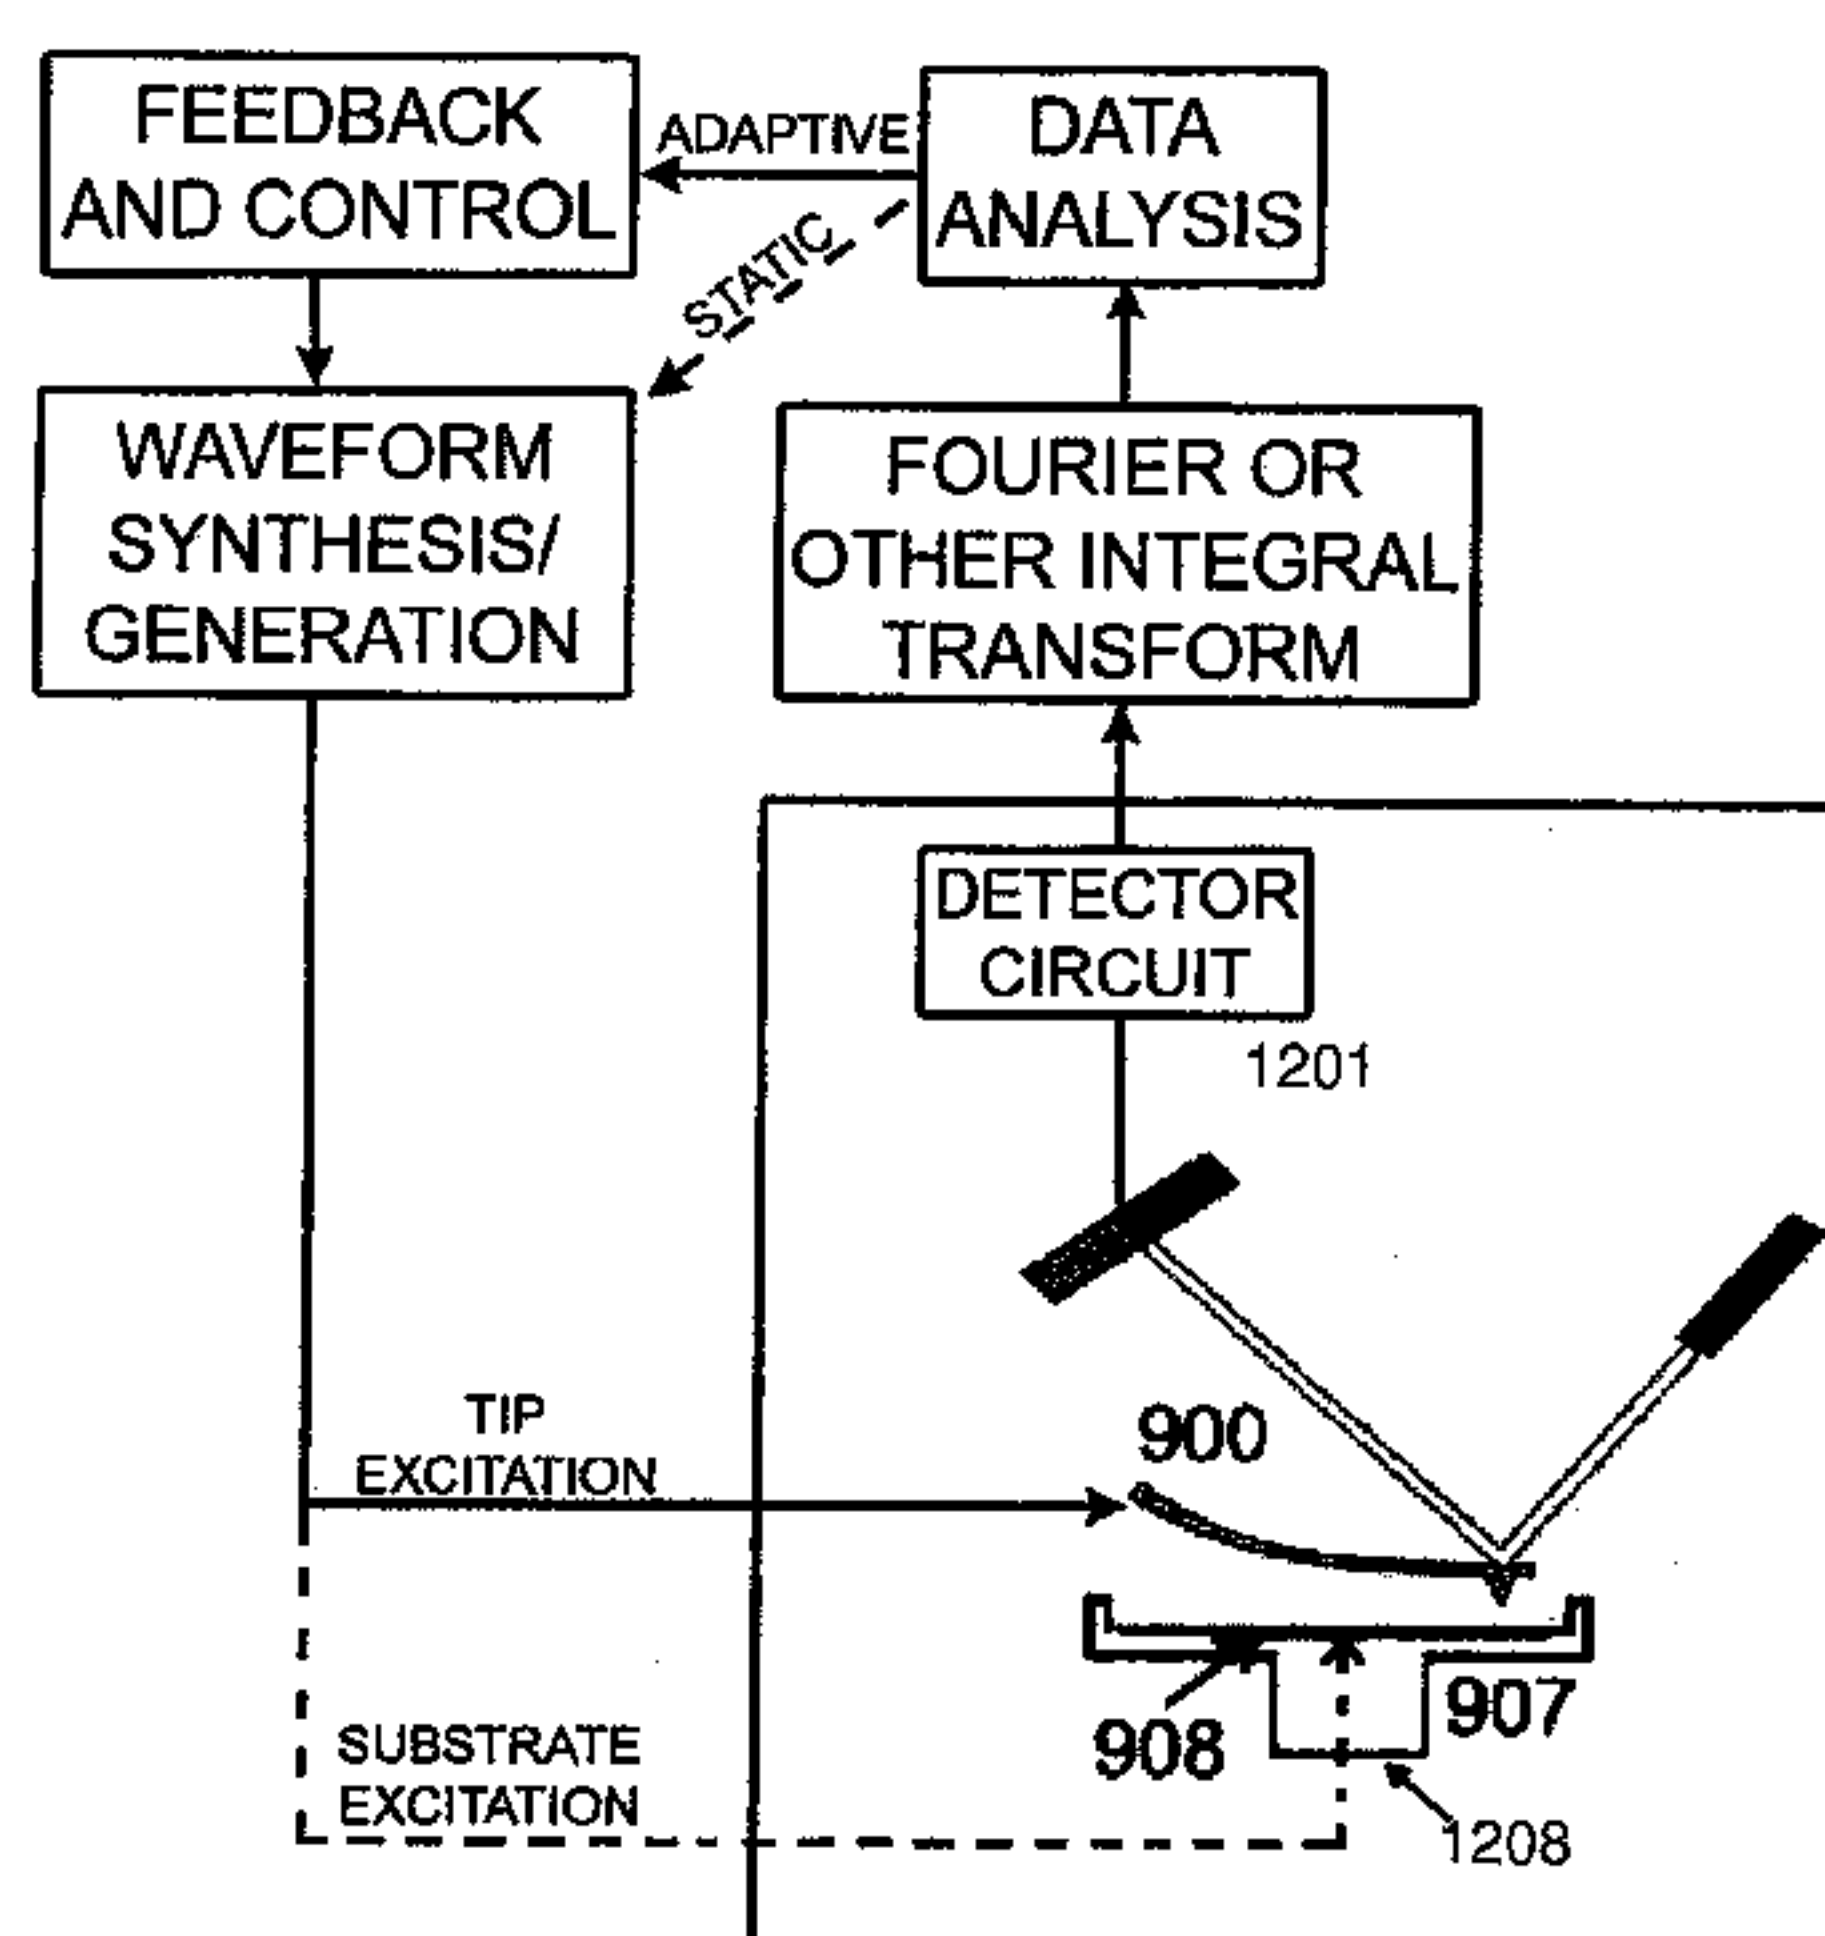 FEEDBACK
AND CONTROL
ADAPTIVE
DATA
ANALYSIS
STATIC
WAVEFORM
SYNTHESIS/
GENERATION
FOURIER OR
OTHER INTEGRAL
TRANSFORM
DETECTOR
CIRCUIT
1201
TIP
EXCITATION
900
908
907
SUBSTRATE
EXCITATION
1208